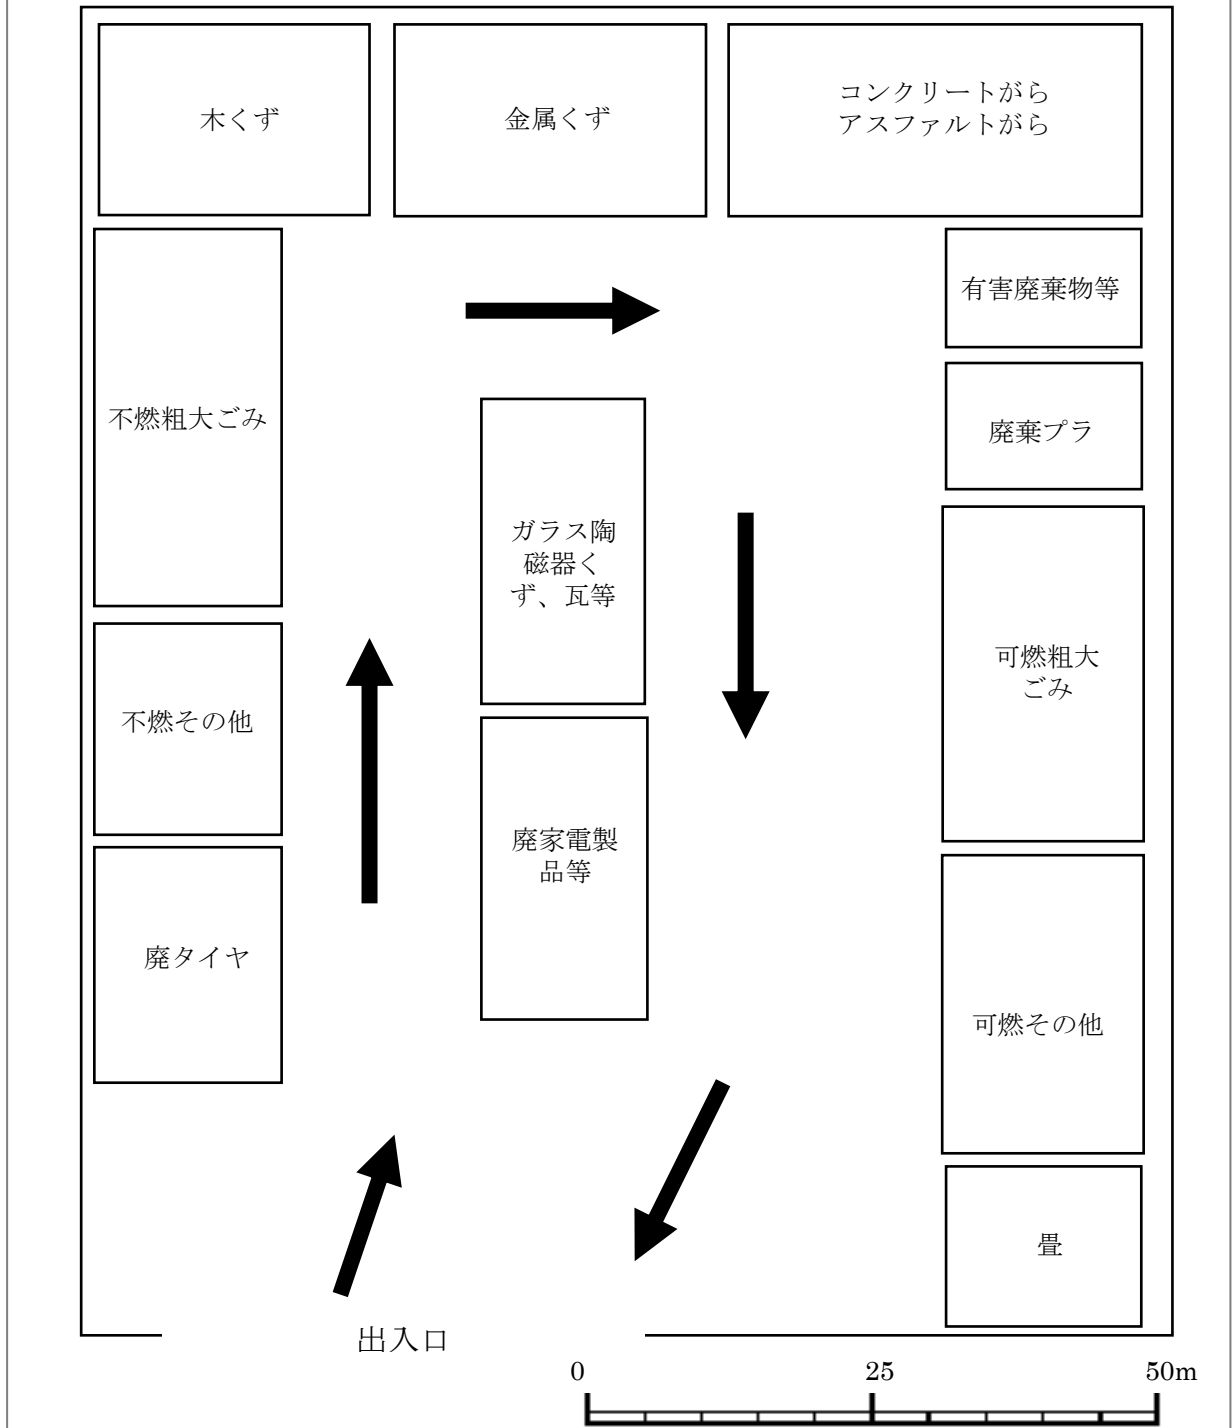 木くず
金属くず
コンクリートがら
アスファルトがら
有害廃棄物等
不燃粗大ごみ
廃棄プラ
ガラス陶
磁器く
ず、瓦等
可燃粗大
ごみ
不燃その他
廃家電製
品等
廃タイヤ
可燃その他
畳
出入口
0
25
50m